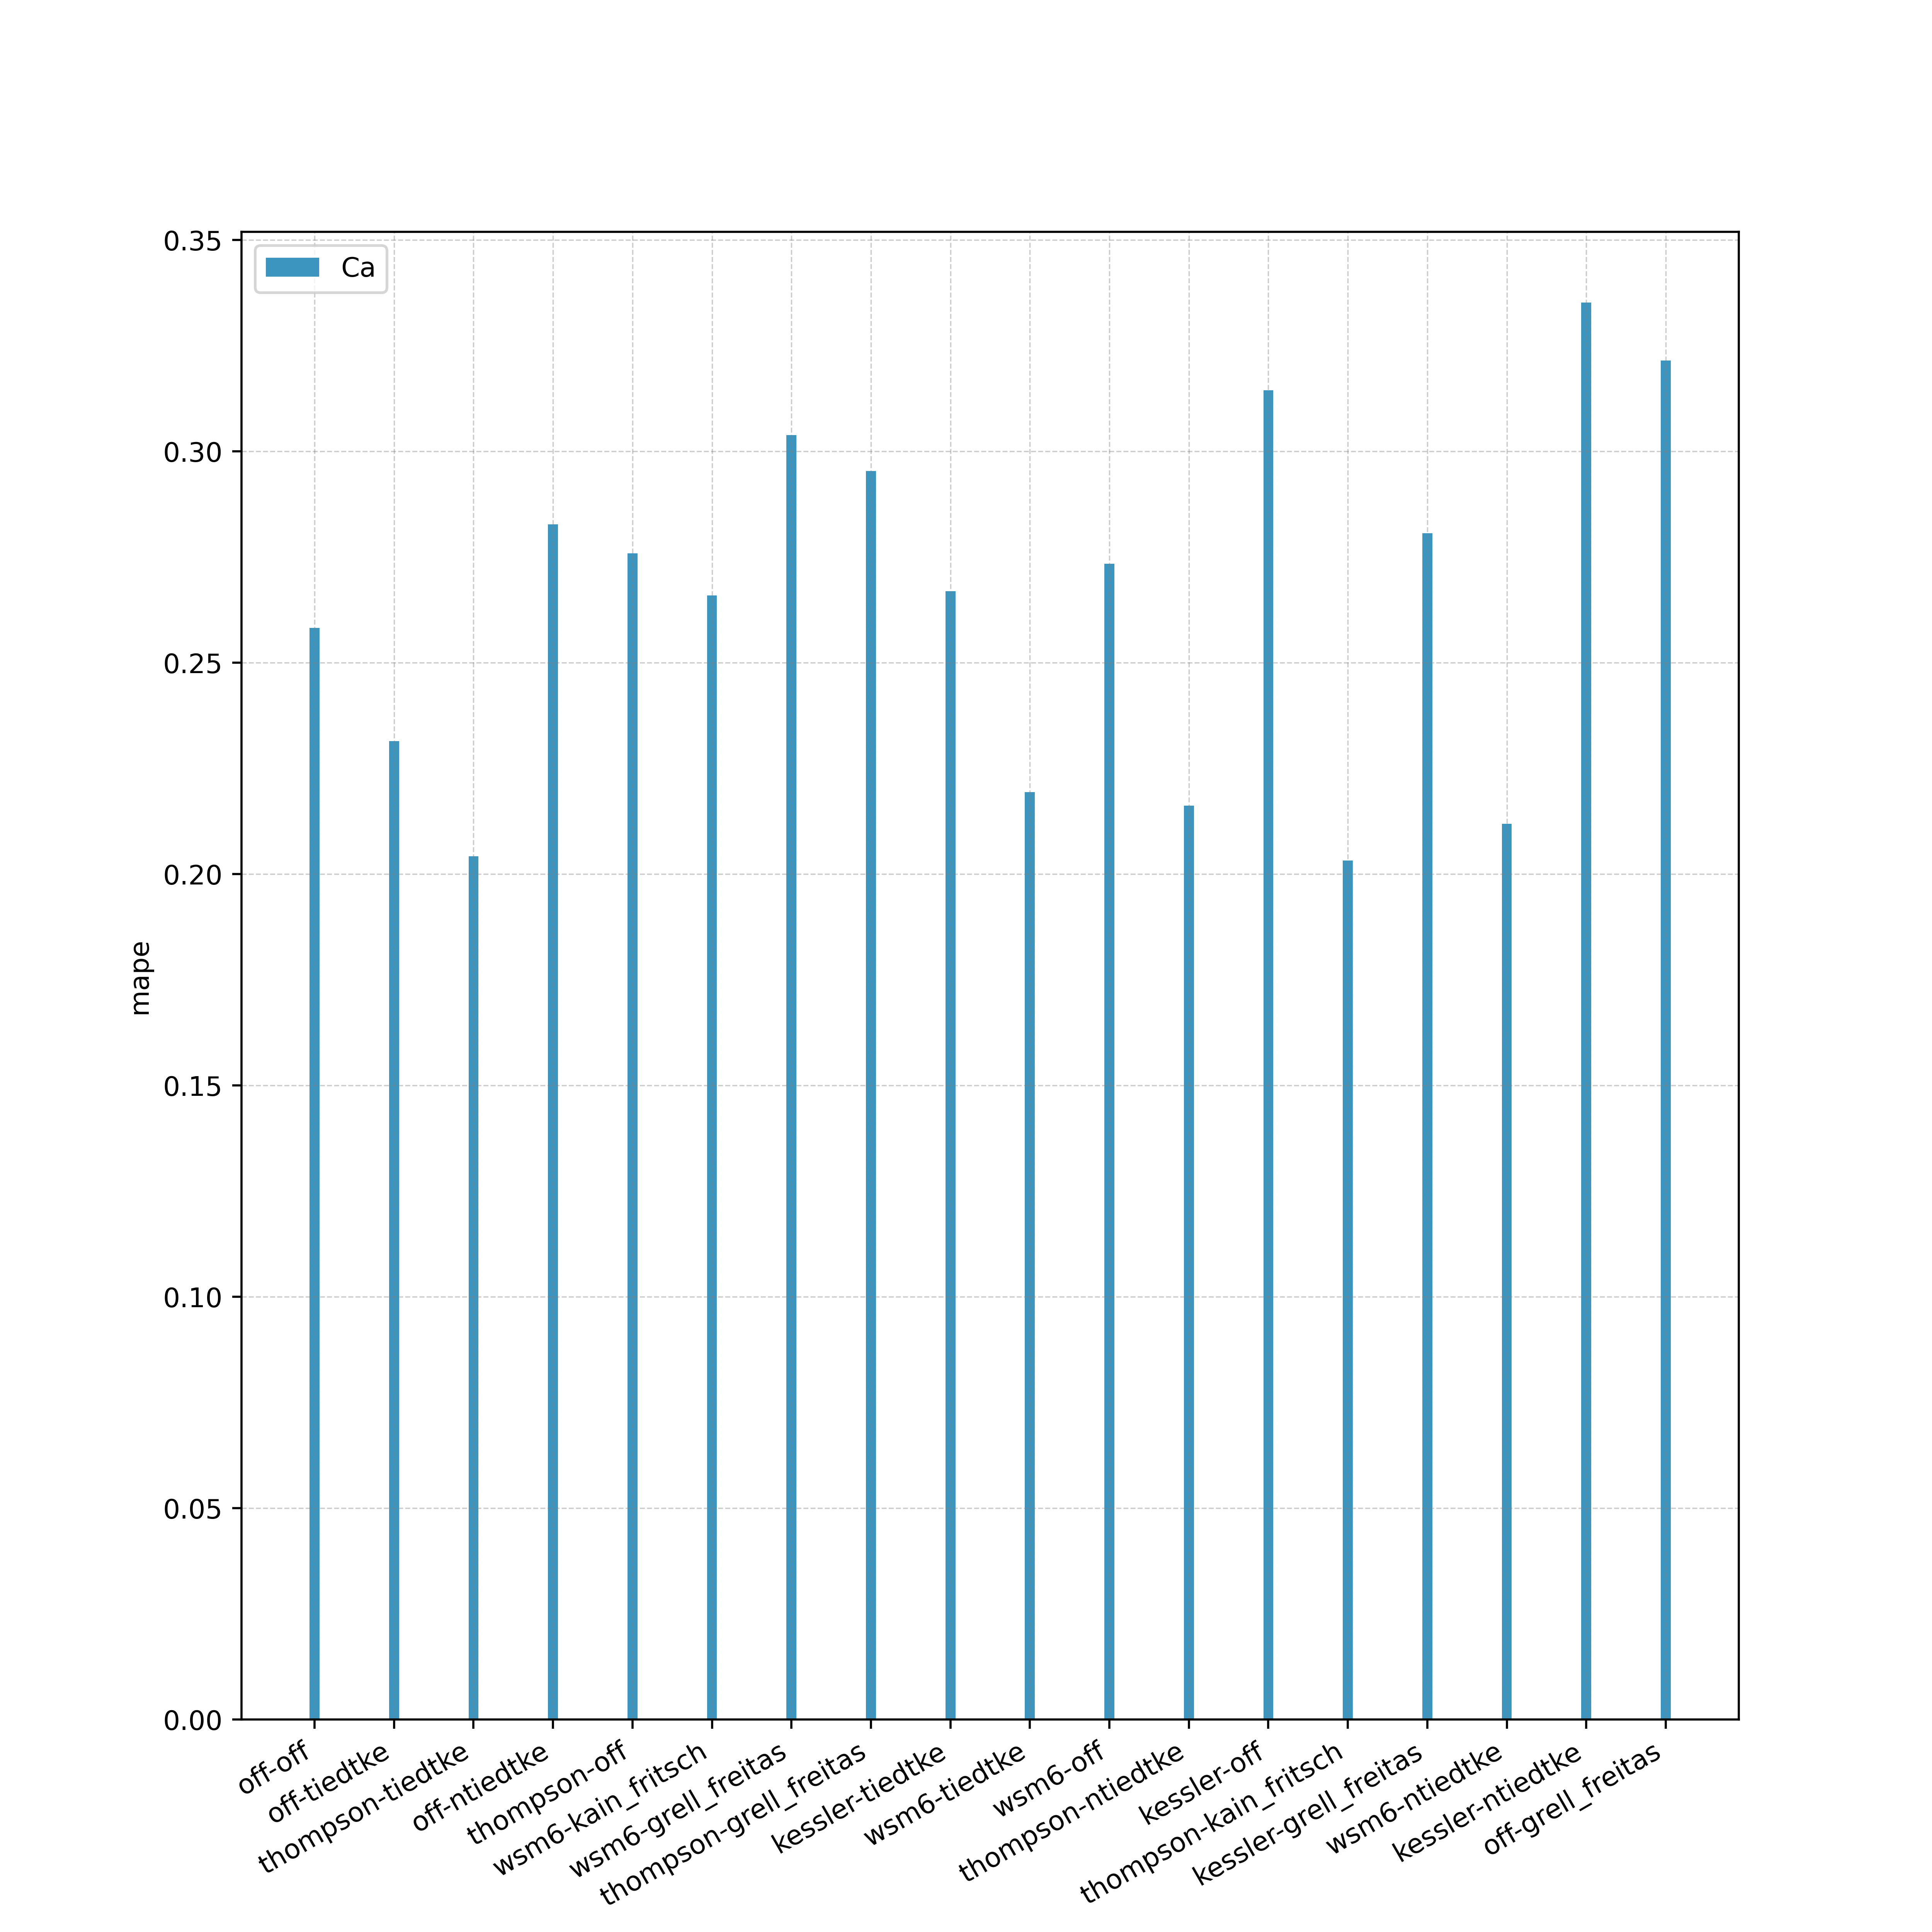 0.35
0.30
0.25
0.20
0.15
0.10
0.05
0.00
mape
Ca
off-off
off-tiedtke
thompson-tiedtke
off-ntiedtke
thompson-off
wsm6-kain_fritsch
wsm6-grell_freitas
thompson-grell_freitas
kessler-tiedtke
wsm6-tiedtke
wsm6-off
thompson-ntiedtke
kessler-off
thompson-kain_fritsch
kessler-grell_freitas
wsm6-ntiedtke
kessler-ntiedtke
off-grell_freitas